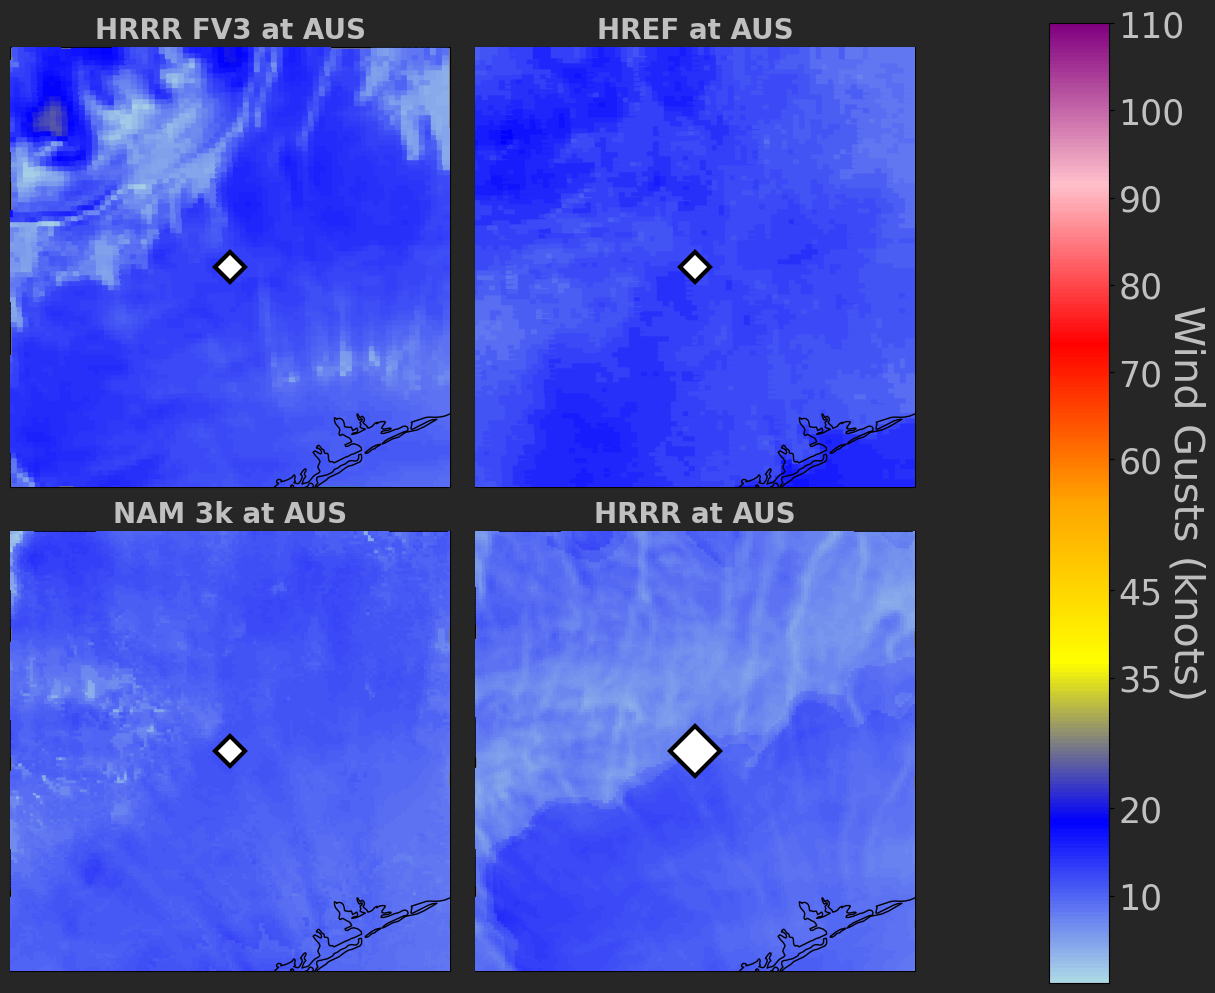 HRRR FV3 at AUS
HREF at AUS
NAM 3k at AUS
HRRR at AUS
110
100
90
80
70
60
45
35
20
10
Wind Gusts (knots)